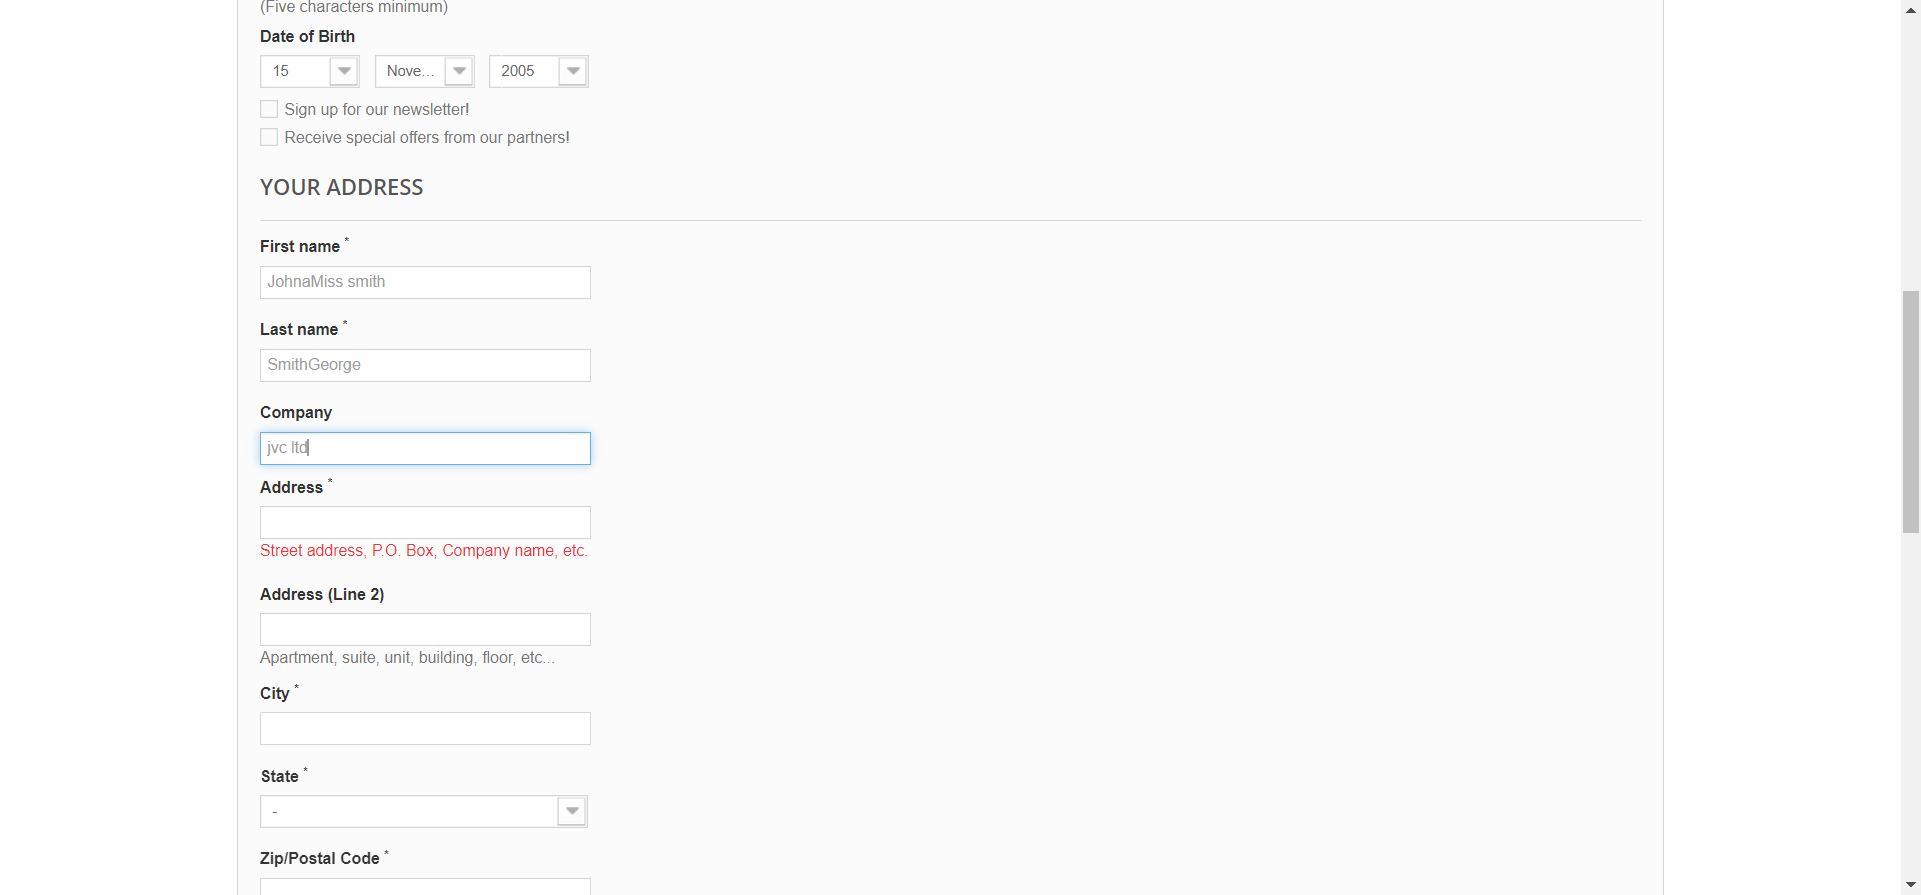 (Five characters minimum)
Date of Birth
15 Nove... 2005
Sign up for our newsletter!
Receive special offers from our partners!
YOUR ADDRESS
First name *
JohnaMiss smith
Last name *
SmithGeorge
Company
jvc ltd
Address *
Street address, P.O. Box, Company name, etc.
Address (Line 2)
Apartment, suite, unit, building, floor, etc...
City *
State *
-
Zip/Postal Code *